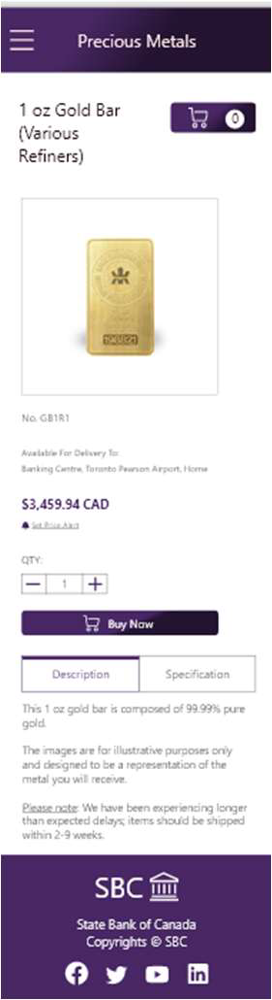 Precious Metals
1 oz Gold Bar
(Various
Refiners)
0
No. GB1R1
Available For Delivery To:
Banking Centre, Toronto Pearson Airport, Home
$3,459.94 CAD
Set Price Alert
QTY:
1
Buy Now
Description
Specification
This 1 oz gold bar is composed of 99.99% pure
gold.
The images are for illustrative purposes only
and designed to be a representation of the
metal you will receive.
Please note: We have been experiencing longer
than expected delays; items should be shipped
within 2-9 weeks.
SBC
State Bank of Canada
Copyrights © SBC